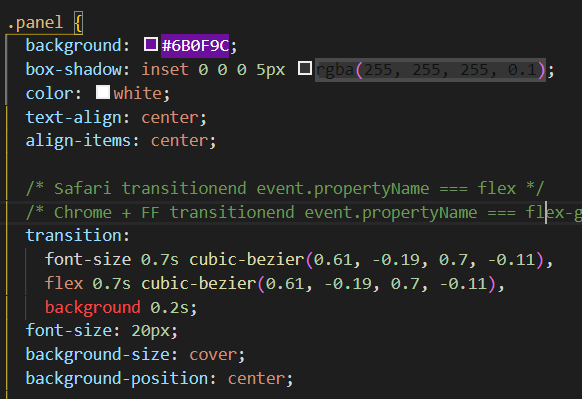 .panel {
background: #6B0F9C;
box-shadow: inset 0 0 0 5px rgba(255, 255, 255, 0.1);
color: white;
text-align: center;
align-items: center;
/* Safari transitionend event.propertyName === flex */
/* Chrome + FF transitionend event.propertyName === flex-g
transition:
font-size 0.7s cubic-bezier(0.61, -0.19, 0.7, -0.11),
flex 0.7s cubic-bezier(0.61, -0.19, 0.7, -0.11),
background 0.2s;
font-size: 20px;
background-size: cover;
background-position: center;